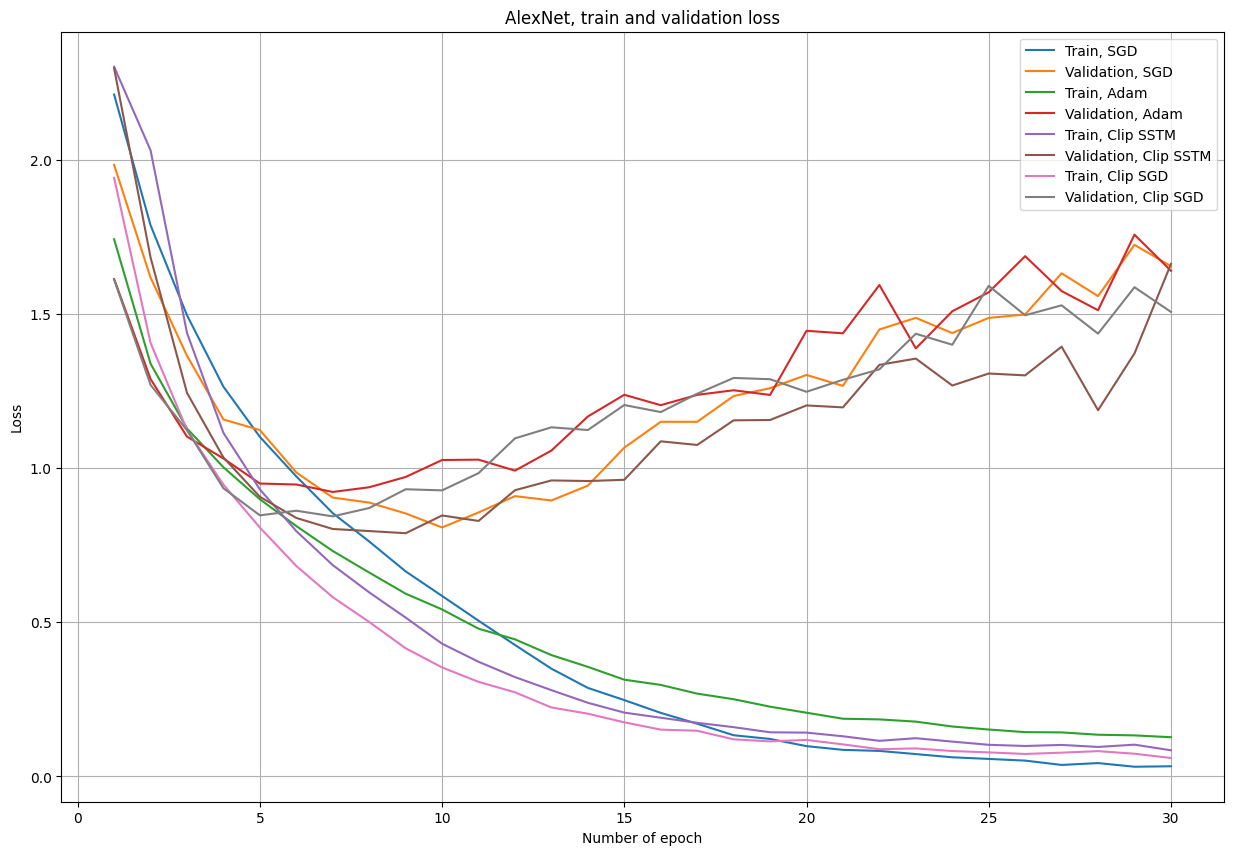 AlexNet, train and validation loss
Train, SGD
Validation, SGD
Train, Adam
Validation, Adam
Train, Clip SSTM
Validation, Clip SSTM
Train, Clip SGD
Validation, Clip SGD
Loss
2.0
1.5
1.0
0.5
0.0
0 5 10 15 20 25 30
Number of epoch